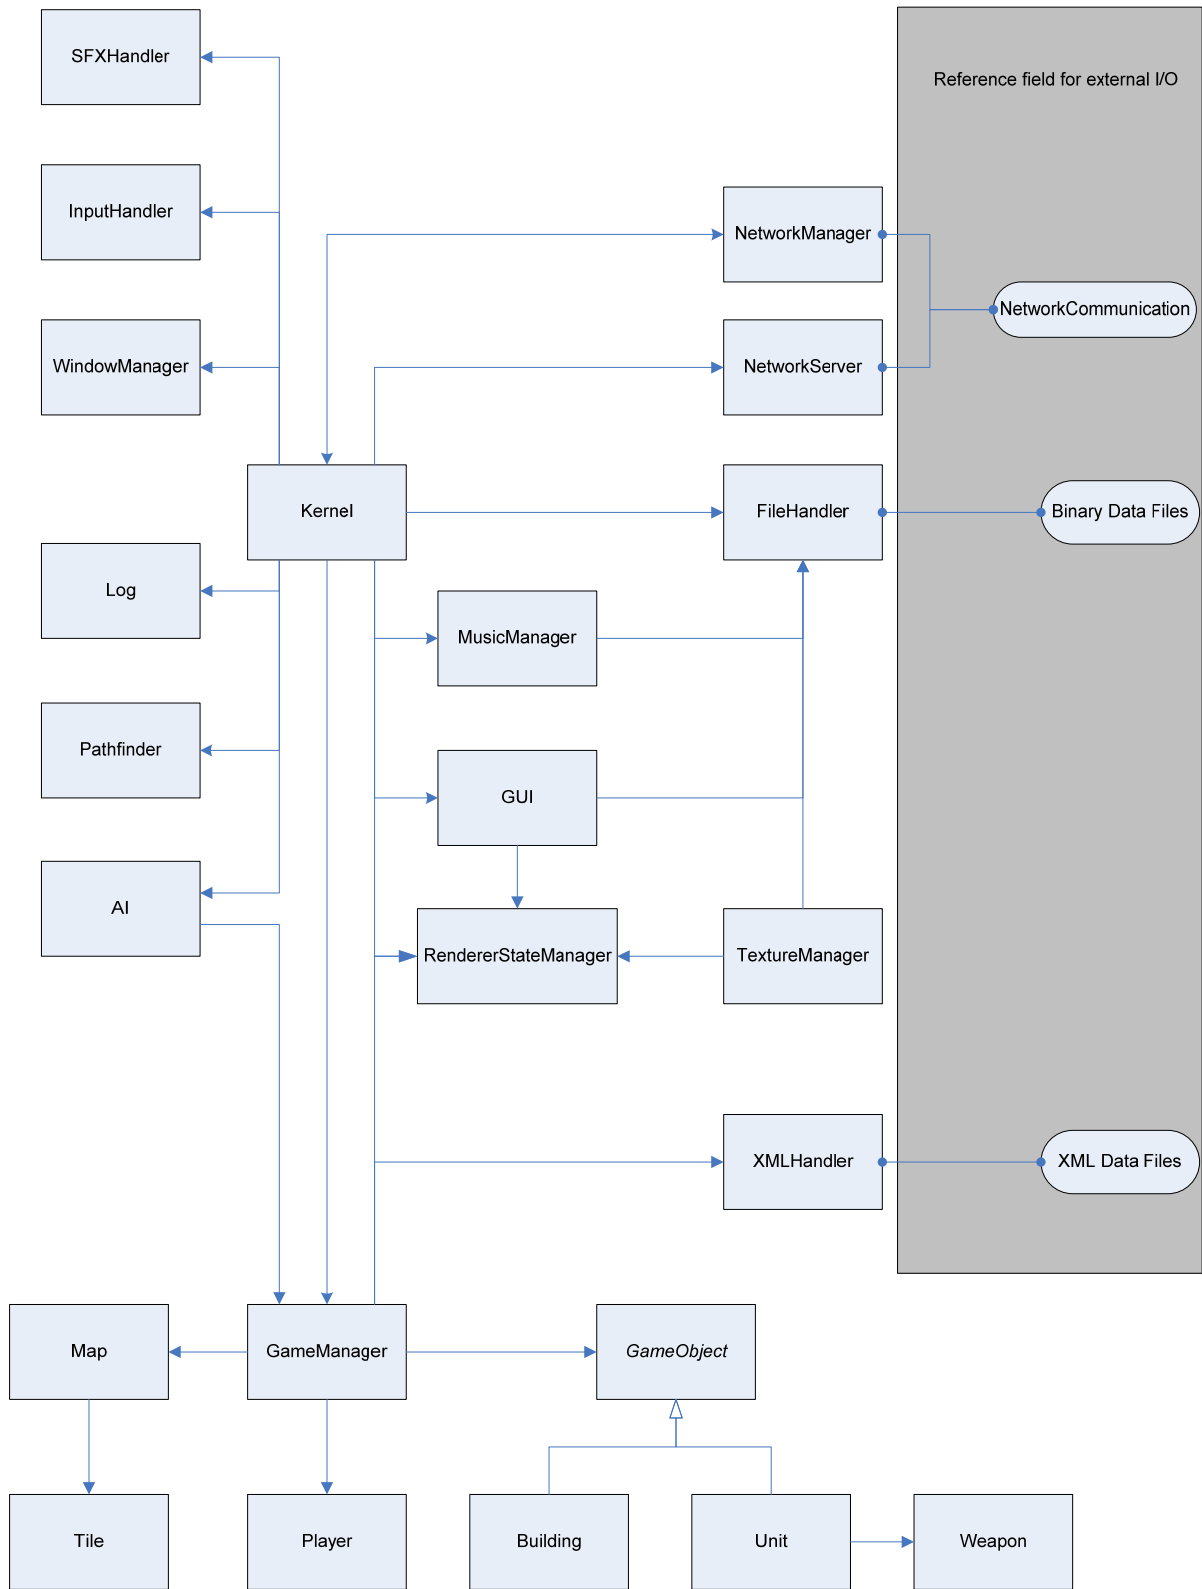 SFXHandler
Reference field for external I/O
InputHandler
NetworkManager
NetworkCommunication
WindowManager
NetworkServer
Kernel
FileHandler
Binary Data Files
Log
MusicManager
Pathfinder
GUI
AI
RendererStateManager
TextureManager
XMLHandler
XML Data Files
Map
GameManager
GameObject
Tile
Player
Building
Unit
Weapon